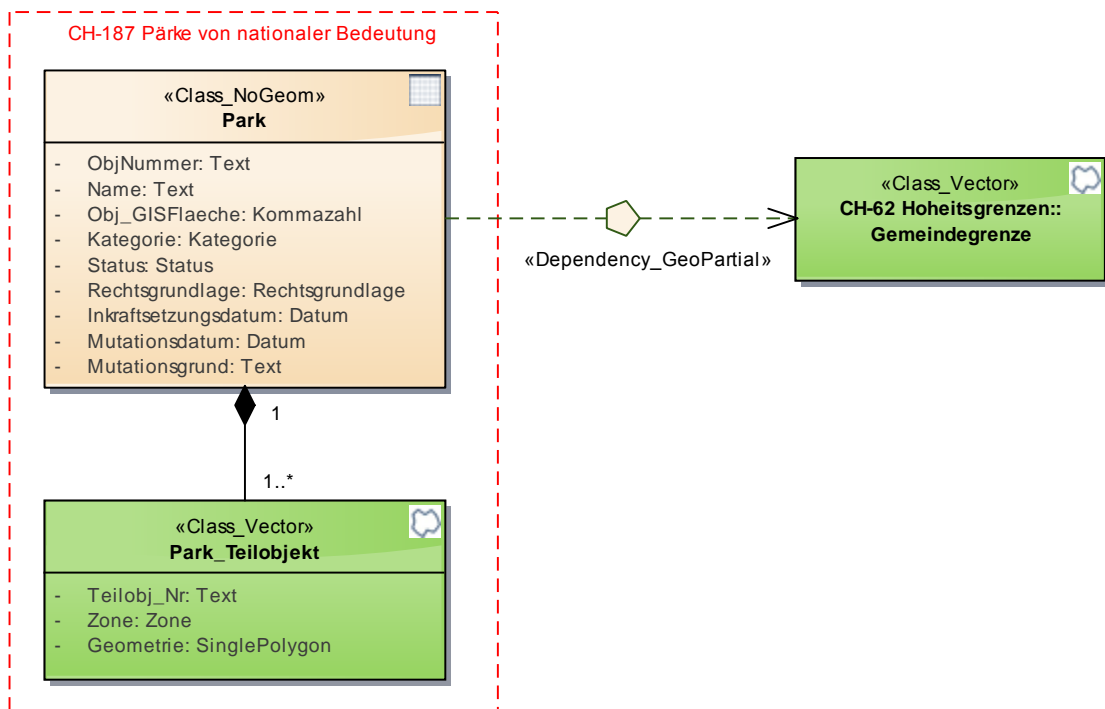 CH-187 Pärke von nationaler Bedeutung
«Class_NoGeom»
Park
- ObjNummer: Text
- Name: Text
- Obj_GISFlaeche: Kommazahl
- Kategorie: Kategorie
- Status: Status
- Rechtsgrundlage: Rechtsgrundlage
- Inkraftsetzungsdatum: Datum
- Mutationsdatum: Datum
- Mutationsgrund: Text
«Dependency_GeoPartial»
«Class_Vector»
CH-62 Hoheitsgrenzen::
Gemeindegrenze
1
1..*
«Class_Vector»
Park_Teilobjekt
- Teilobj_Nr: Text
- Zone: Zone
- Geometrie: SinglePolygon